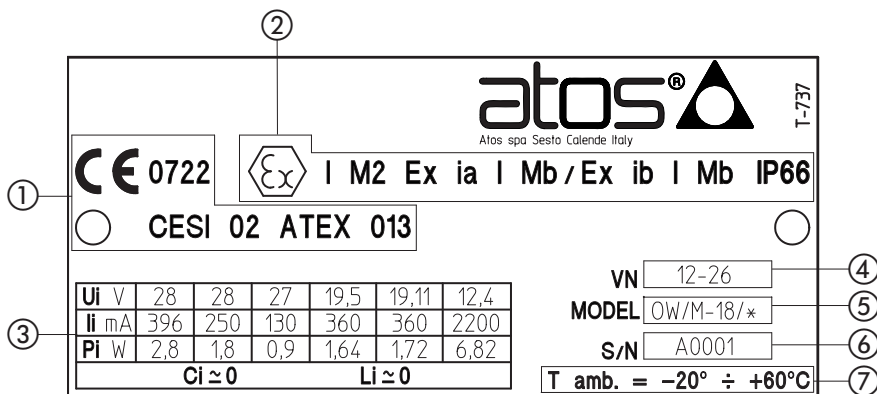 ②
atos®
T-737
Atos spa Sesto Calende Italy
①
CE 0722
Ex I M2 Ex ia I Mb / Ex ib I Mb IP66
CESI 02 ATEX 013
③
Ui V 28 28 27 19,5 19,11 12,4
Ii mA 396 250 130 360 360 2200
Pi W 2,8 1,8 0,9 1,64 1,72 6,82
Ci ≃ 0 Li ≃ 0
VN 12-26 ④
MODEL OW/M-18/* ⑤
S/N A0001 ⑥
T amb. = -20° ÷ +60°C ⑦